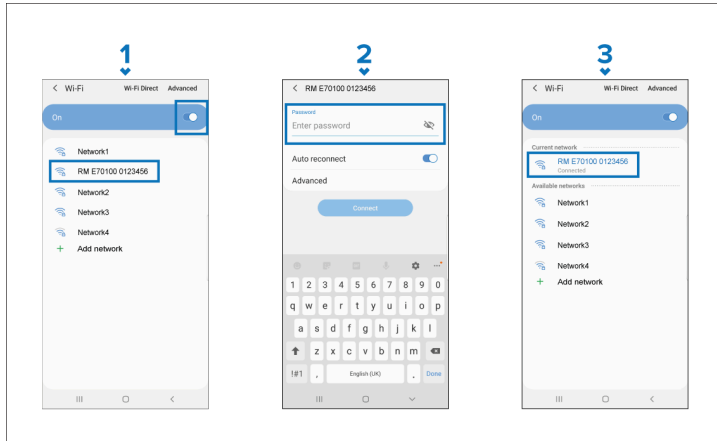 1
Wi-Fi Wi-Fi Direct Advanced
On
Network1
RM E70100 0123456
Network2
Network3
Network4
+ Add network
2
RM E70100 0123456
Password
Enter password
Auto reconnect
Advanced
Connect
1 2 3 4 5 6 7 8 9 0
q w e r t y u i o p
a s d f g h j k l
z x c v b n m
!#1 , English (UK) . Done
3
Wi-Fi Wi-Fi Direct Advanced
On
Current network
RM E70100 0123456
Connected
Available networks
Network1
Network2
Network3
Network4
+ Add network